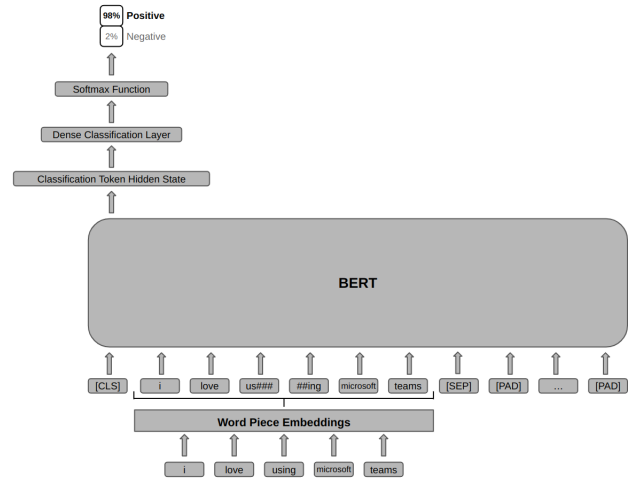 98% Positive
2% Negative
Softmax Function
Dense Classification Layer
Classification Token Hidden State
BERT
[CLS] i love us### ##ing microsoft teams [SEP] [PAD] ... [PAD]
Word Piece Embeddings
i love using microsoft teams